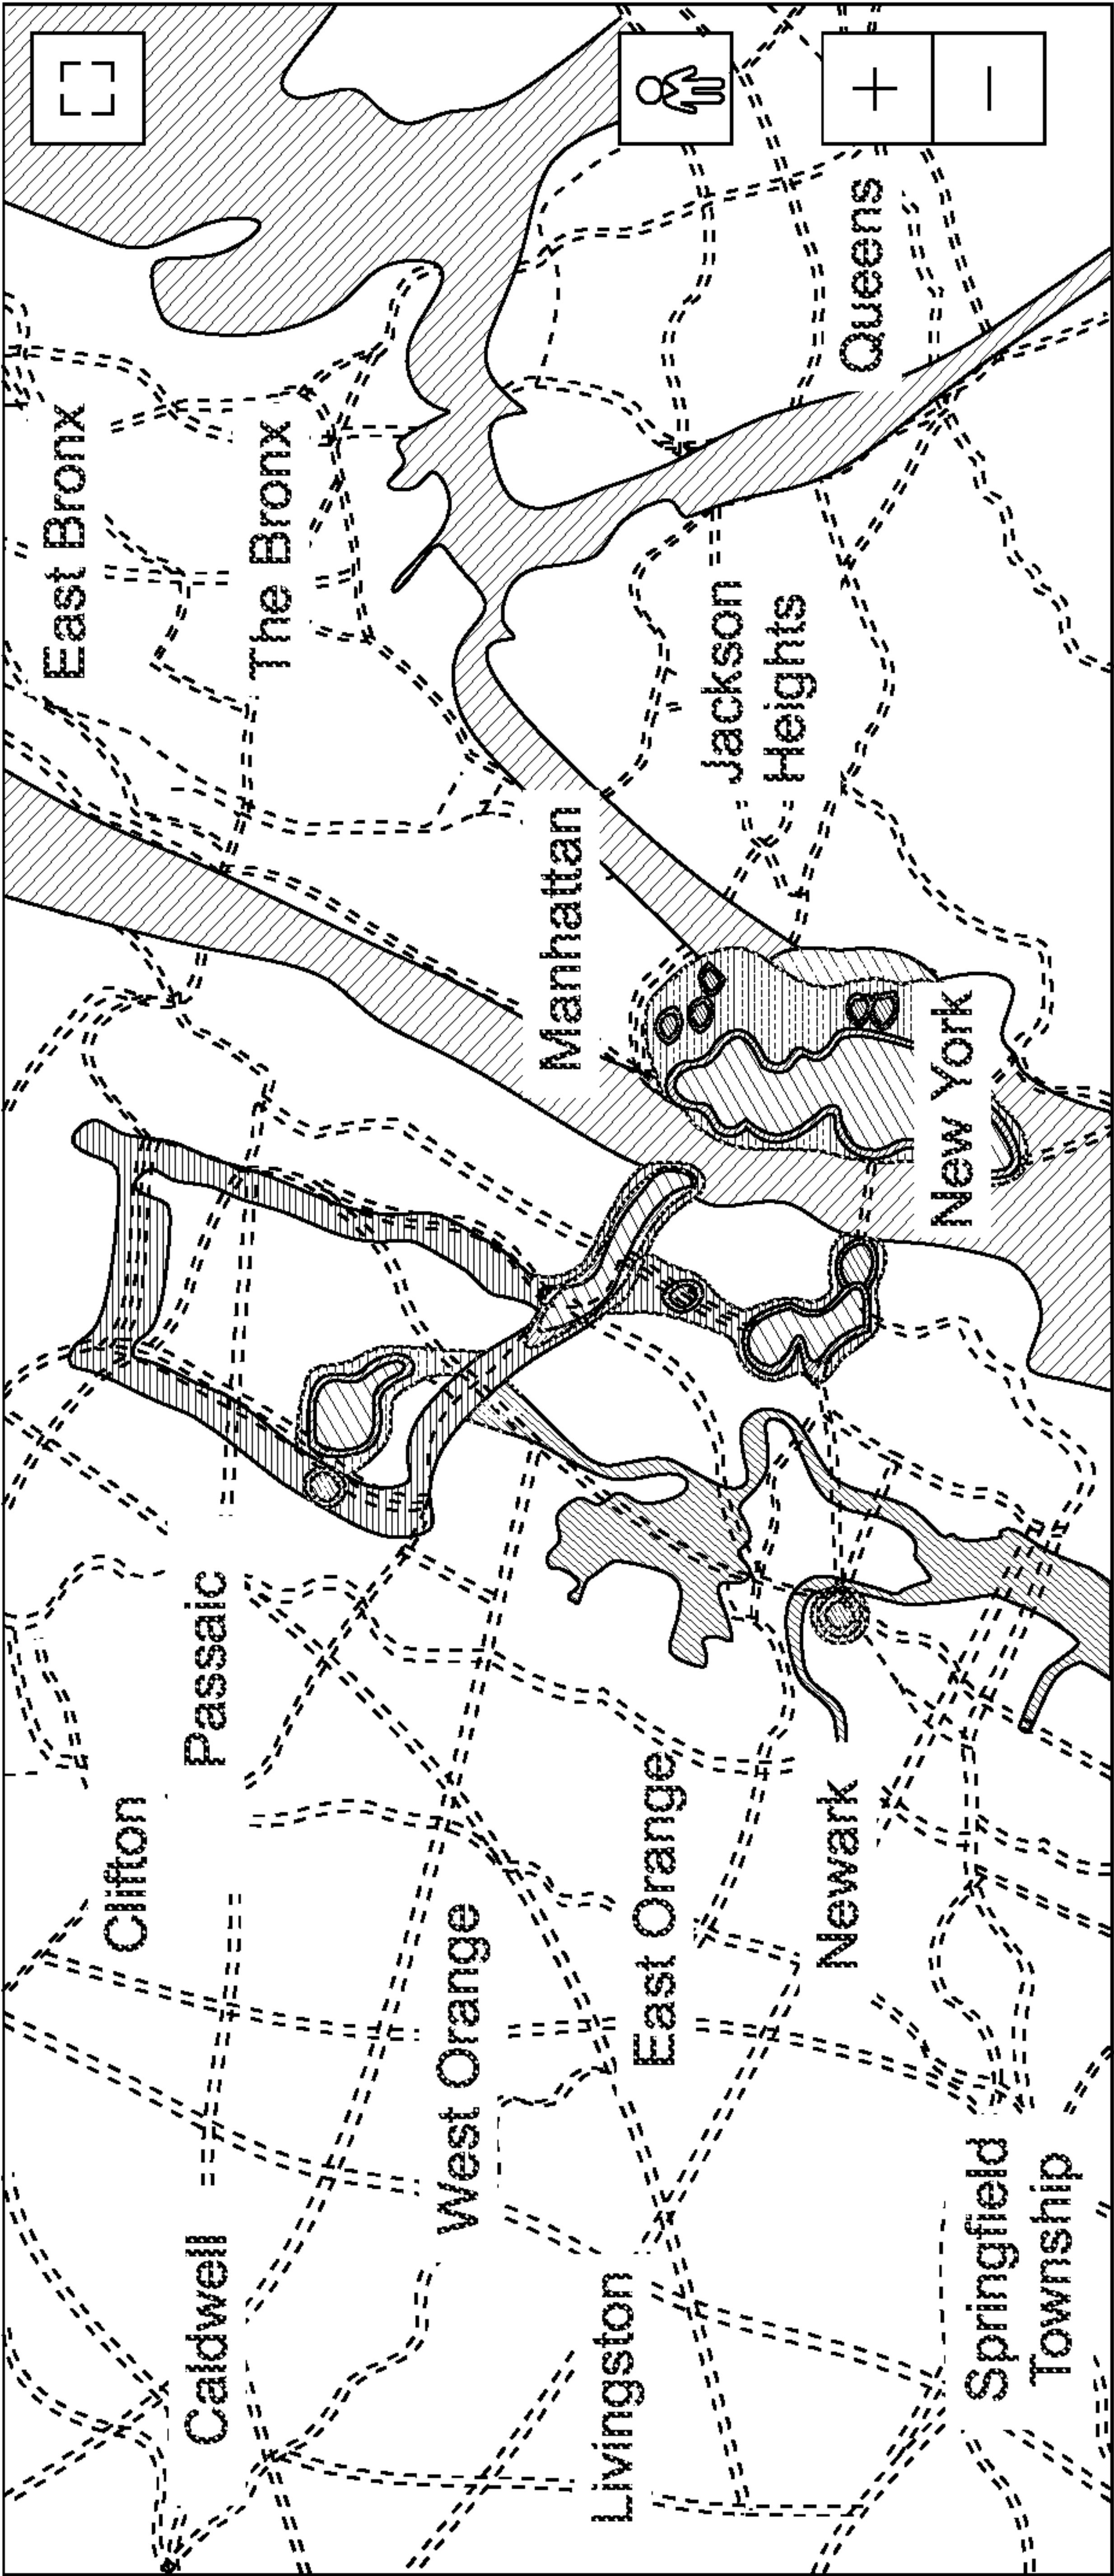 East Bronx
The Bronx
Clifton
Passaic
Caldwell
Manhattan
West Orange
Jackson
Heights
Queens
East Orange
Livingston
Newark
New York
Springfield
Township
+
−